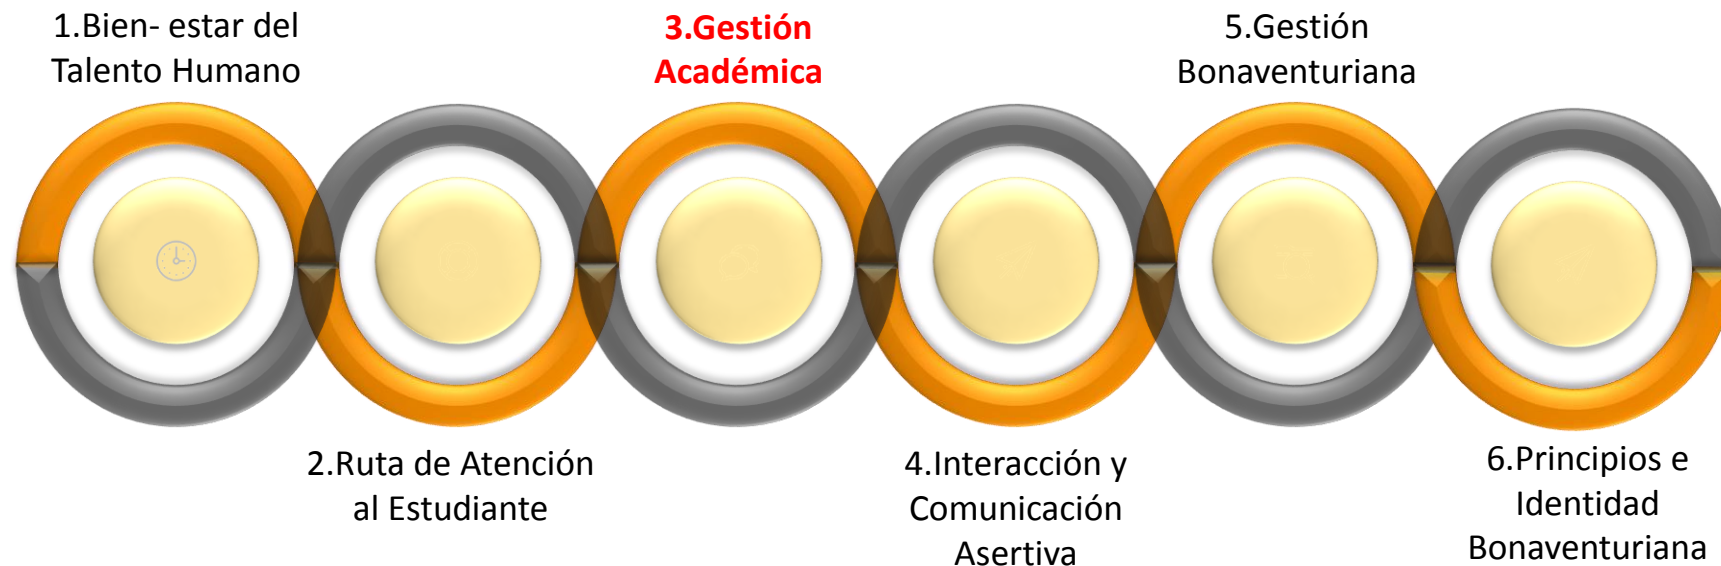 1.Bien- estar del
Talento Humano
2.Ruta de Atención
al Estudiante
3.Gestión
Académica
4.Interacción y
Comunicación
Asertiva
5.Gestión
Bonaventuriana
6.Principios e
Identidad
Bonaventuriana